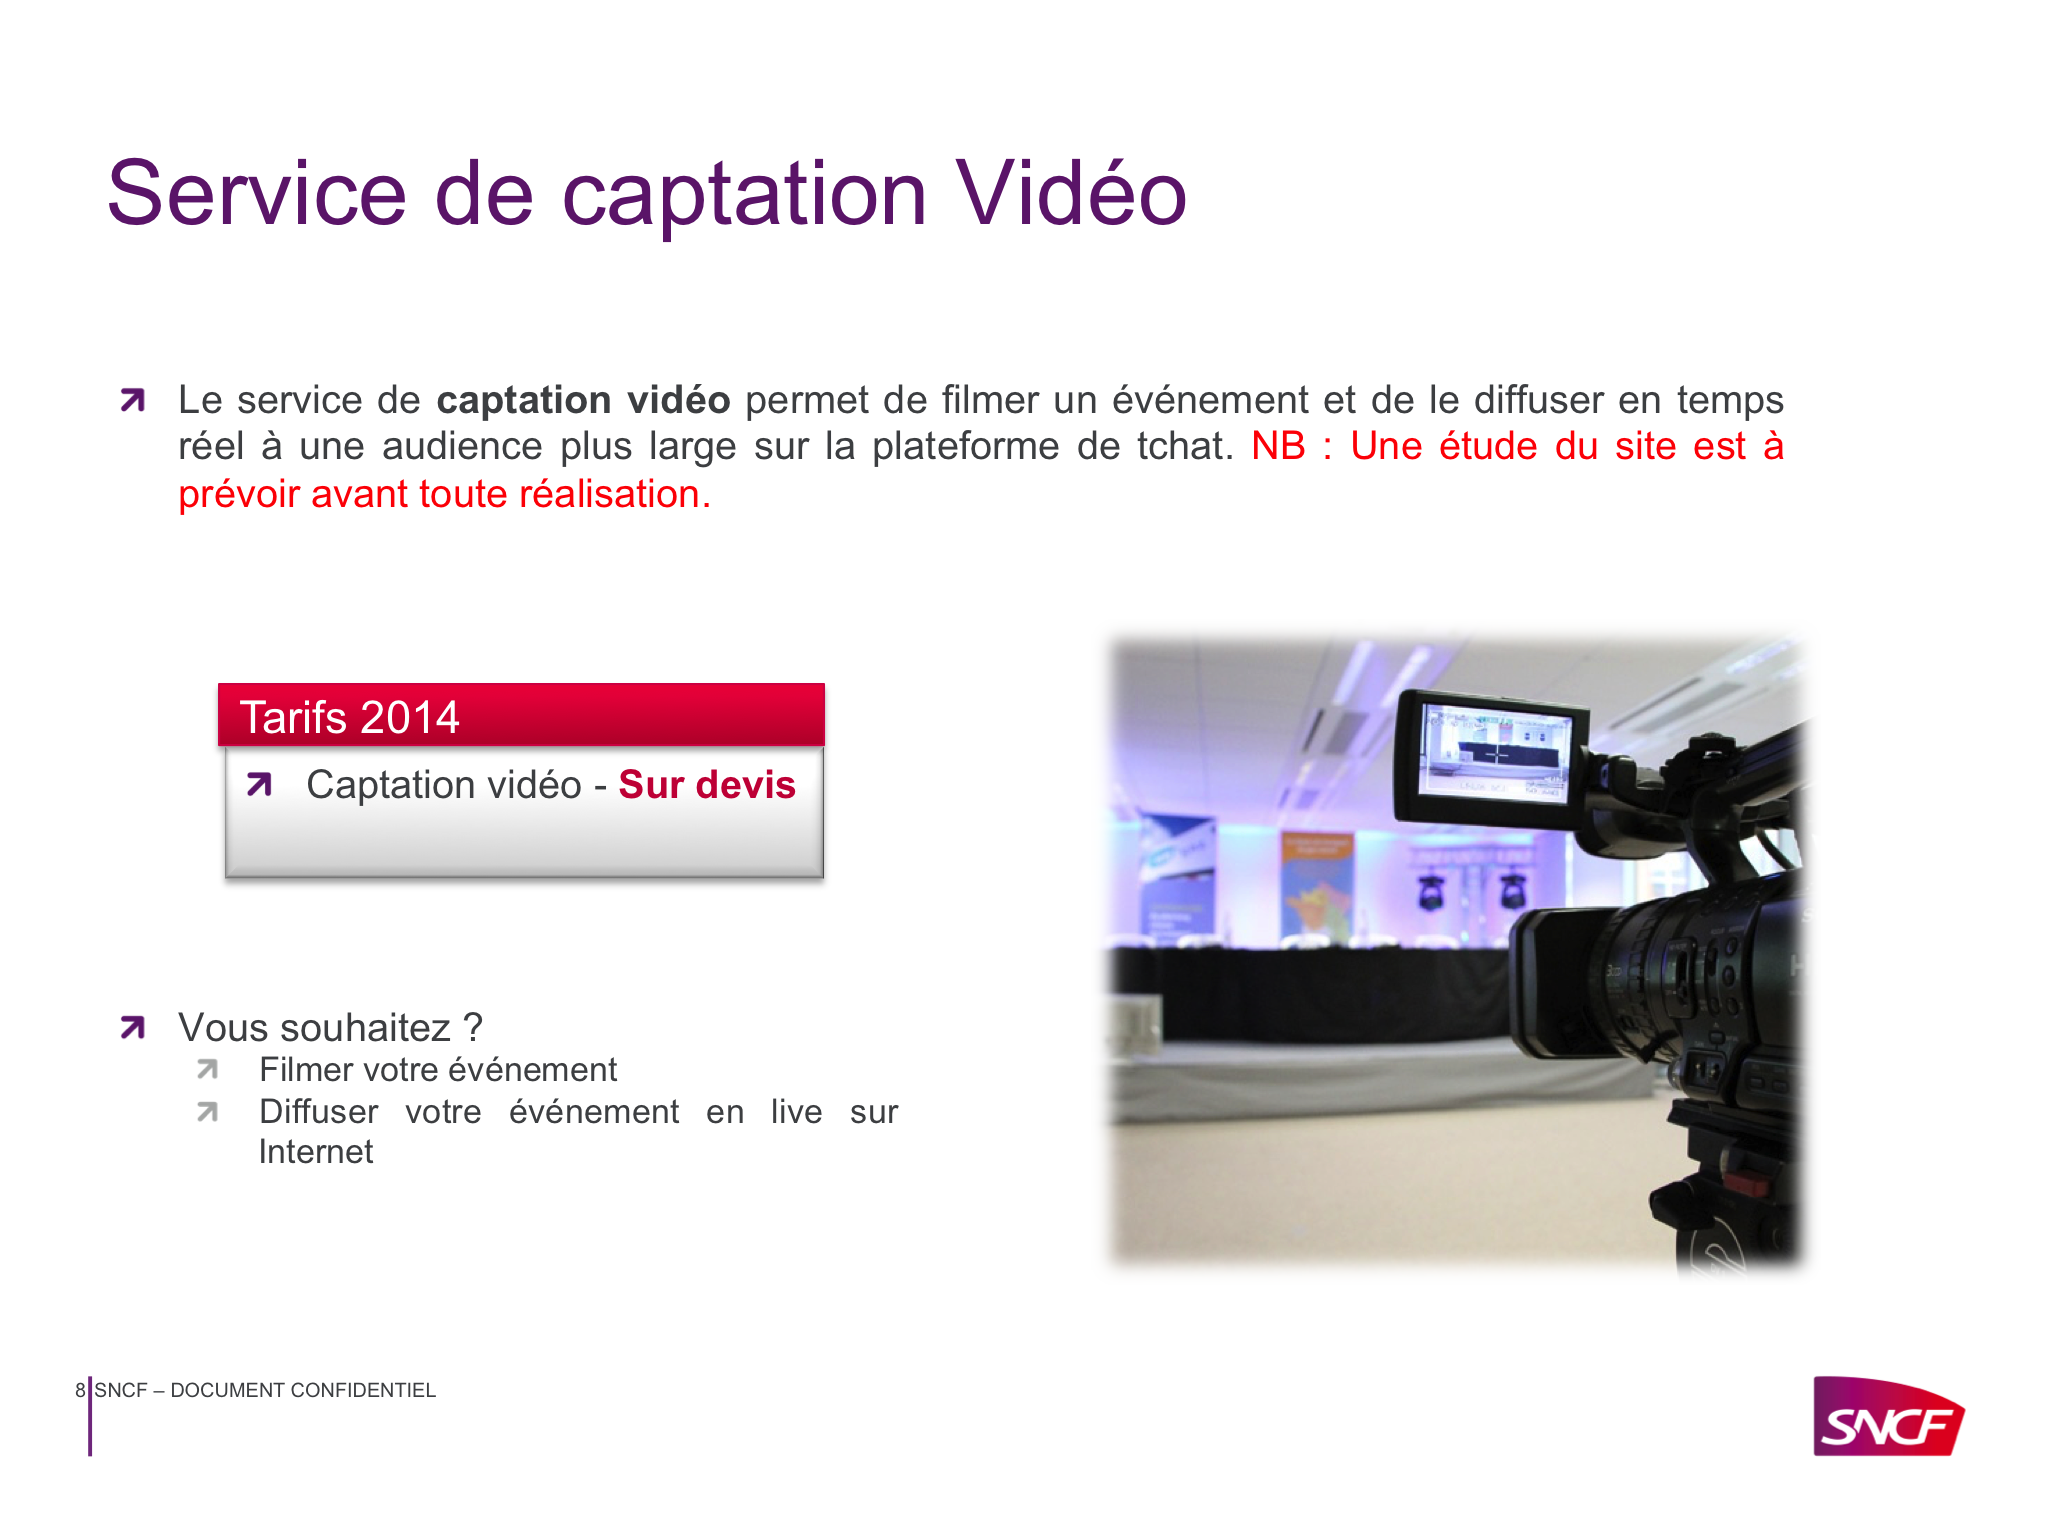 Service de captation Vidéo
Le service de captation vidéo permet de filmer un événement et de le diffuser en temps
réel à une audience plus large sur la plateforme de tchat. NB : Une étude du site est à
prévoir avant toute réalisation.
Tarifs 2014
Captation vidéo - Sur devis
Vous souhaitez ?
Filmer votre événement
Diffuser votre événement en live sur
Internet
8 SNCF – DOCUMENT CONFIDENTIEL
SNCF